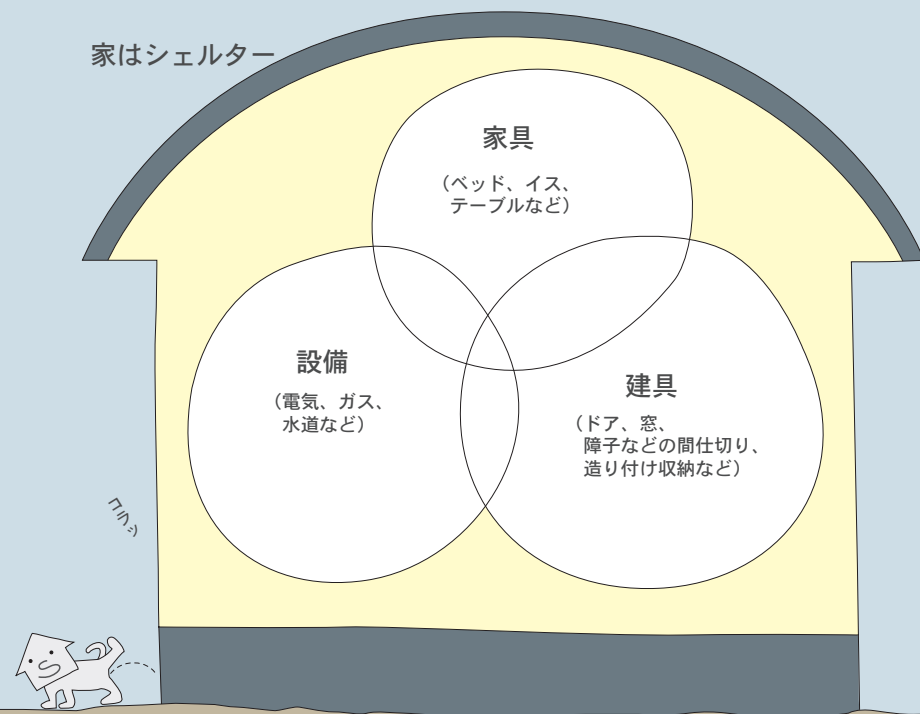 家はシェルター
家具
（ベッド、イス、
テーブルなど）
設備
（電気、ガス、
水道など）
建具
（ドア、窓、
障子などの間仕切り、
造り付け収納など）
コラッ